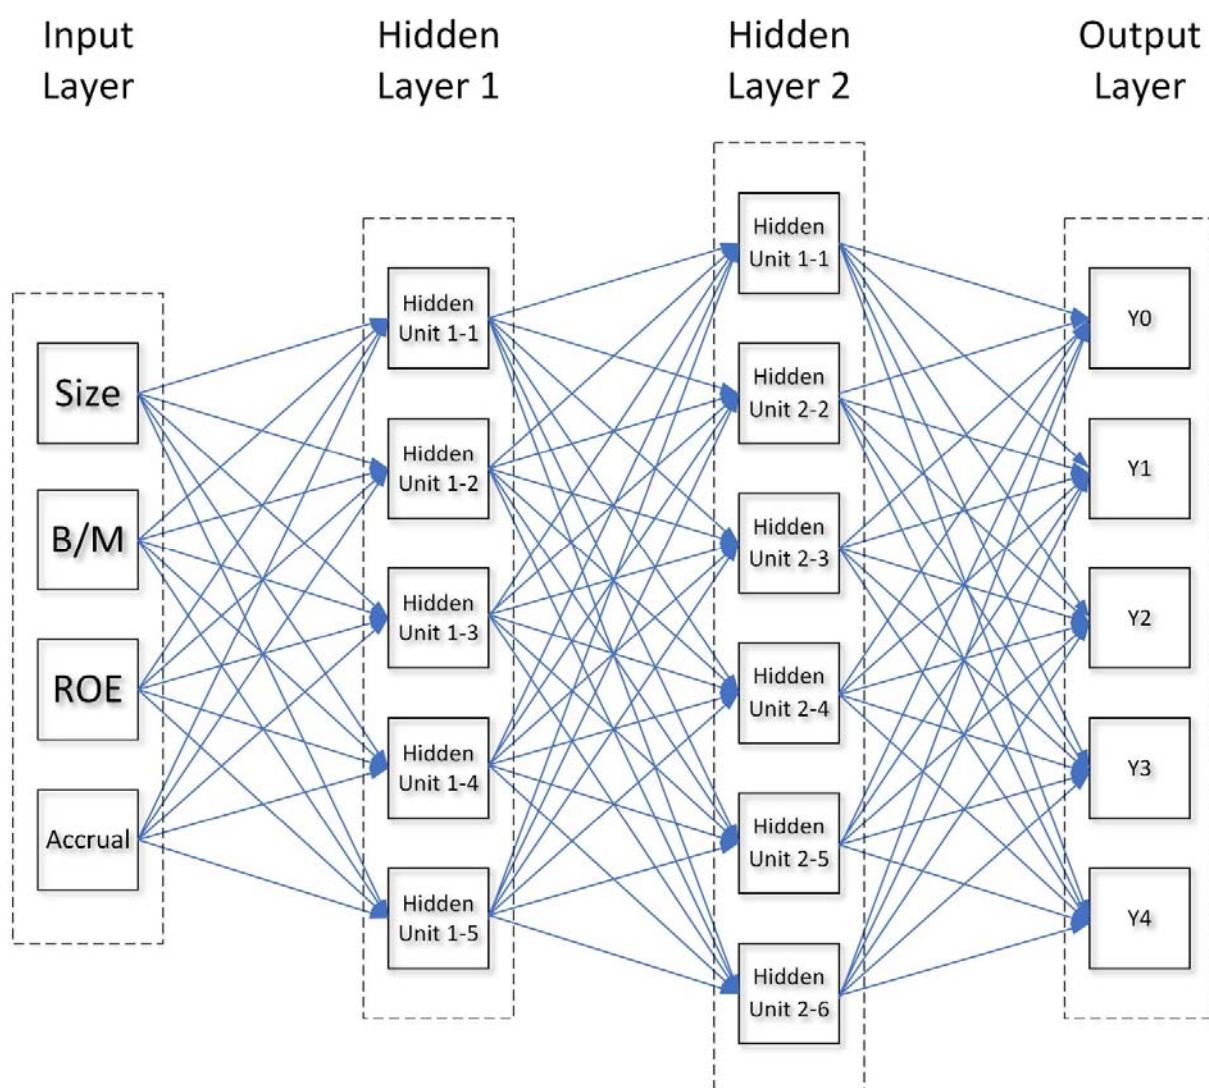 Input
Layer
Hidden
Layer 1
Hidden
Layer 2
Output
Layer
Size
B/M
ROE
Accrual
Hidden
Unit 1-1
Hidden
Unit 1-2
Hidden
Unit 1-3
Hidden
Unit 1-4
Hidden
Unit 1-5
Hidden
Unit 1-1
Hidden
Unit 2-2
Hidden
Unit 2-3
Hidden
Unit 2-4
Hidden
Unit 2-5
Hidden
Unit 2-6
Y0
Y1
Y2
Y3
Y4